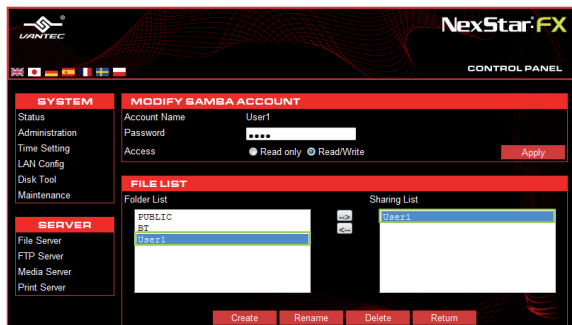 VANTEC®
NexStar·FX
CONTROL PANEL
SYSTEM
Status
Administration
Time Setting
LAN Config
Disk Tool
Maintenance
SERVER
File Server
FTP Server
Media Server
Print Server
MODIFY SAMBA ACCOUNT
Account Name User1
Password ••••
Access Read only Read/Write
Apply
FILE LIST
Folder List
PUBLIC
BT
User1
-->
<--
Sharing List
User1
Create Rename Delete Return